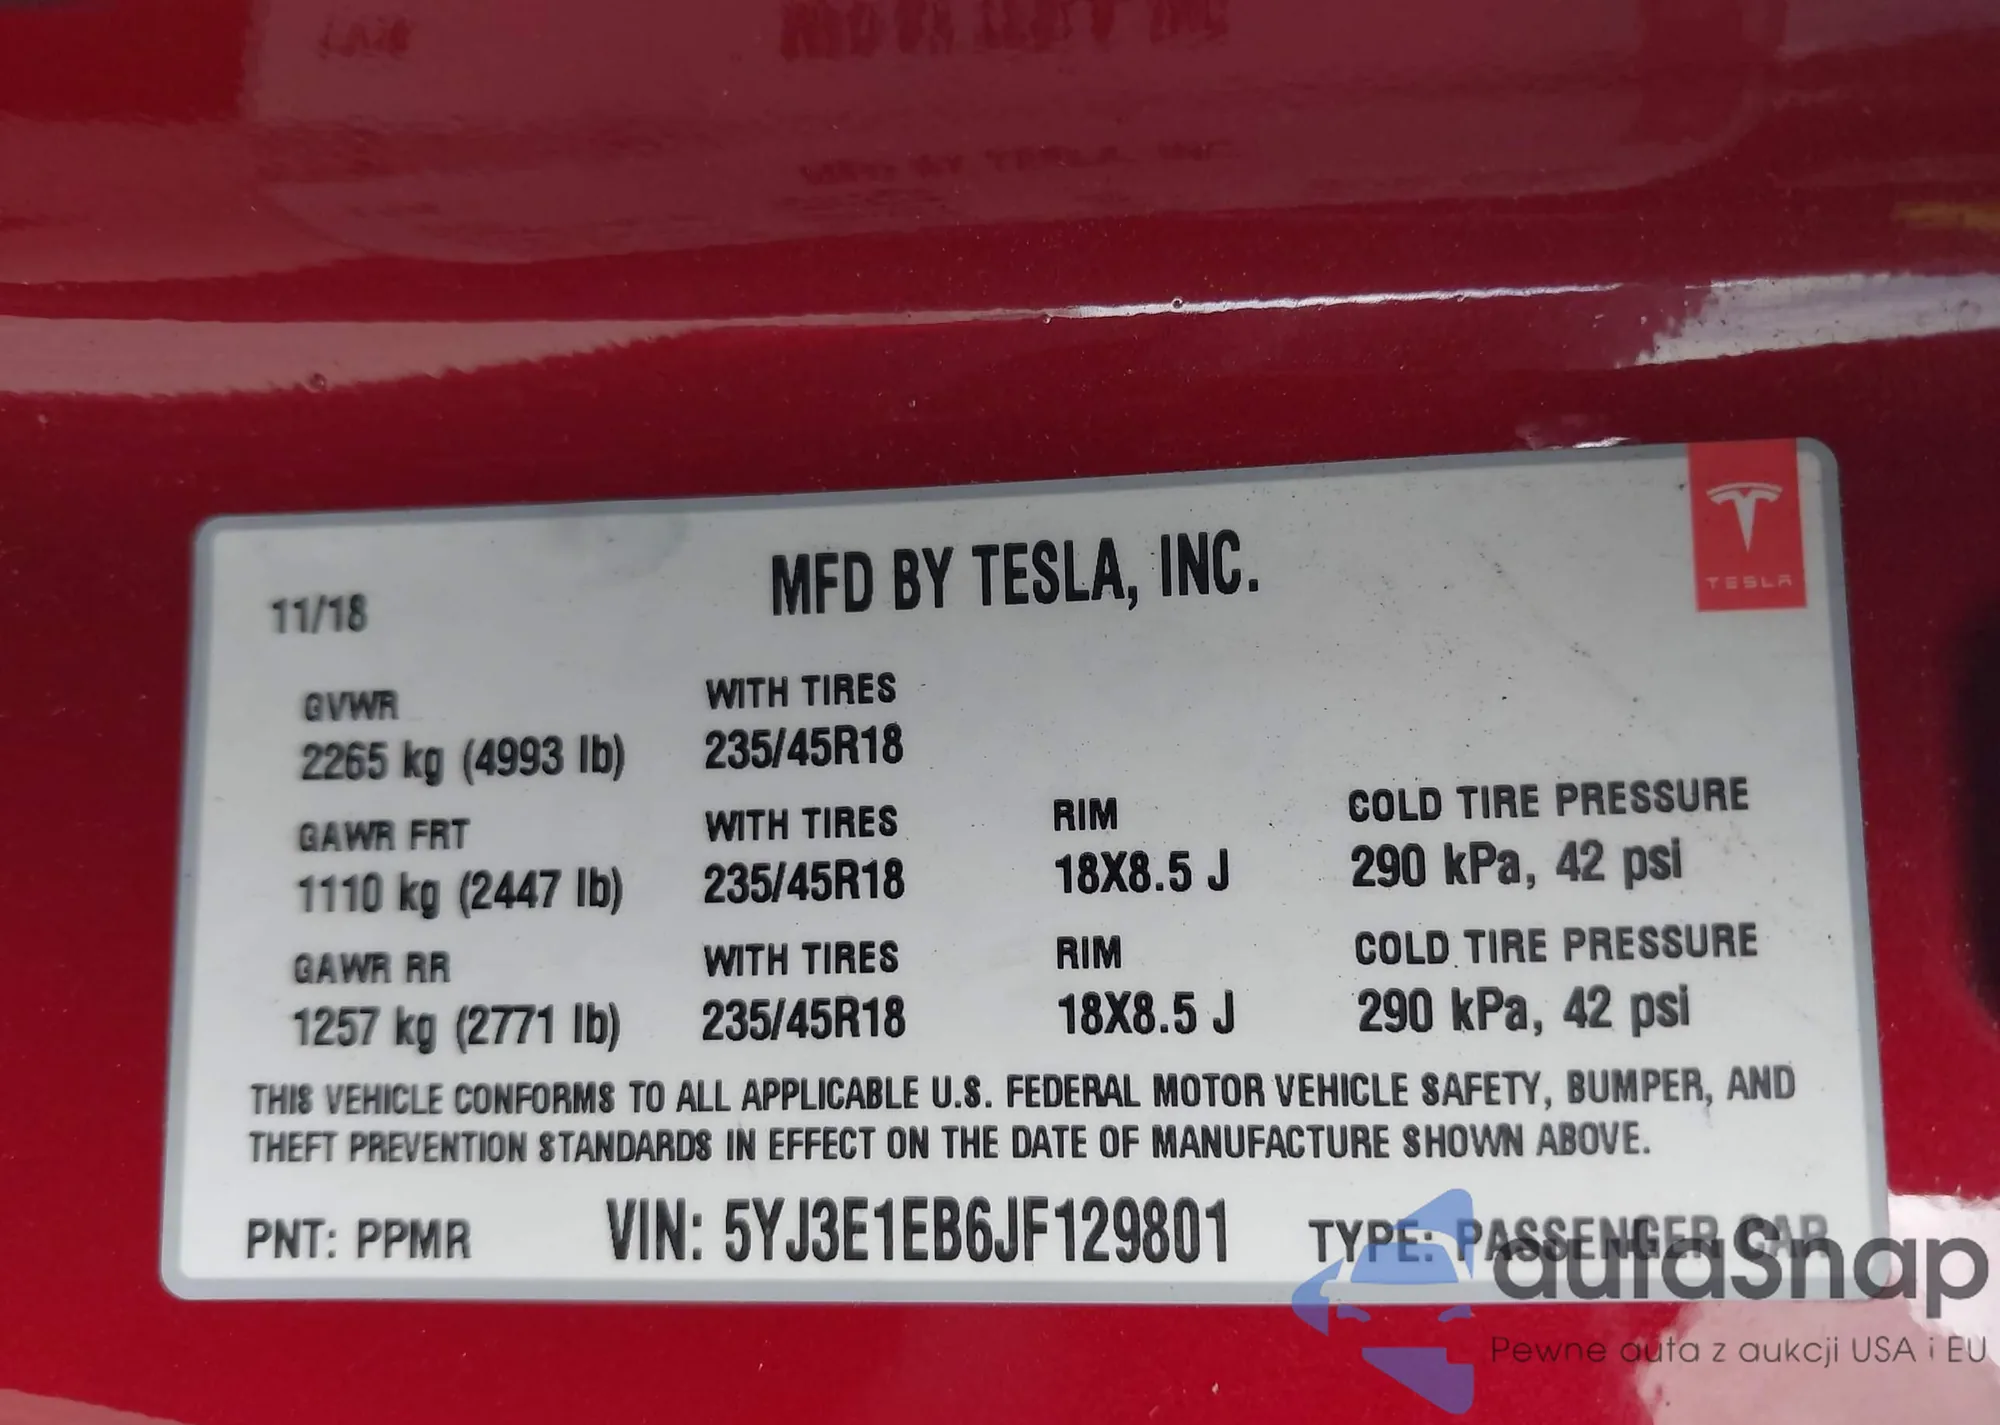 TESLA
11/18 MFD BY TESLA, INC.
GVWR WITH TIRES
2265 kg (4993 lb) 235/45R18
GAWR FRT WITH TIRES RIM COLD TIRE PRESSURE
1110 kg (2447 lb) 235/45R18 18X8.5 J 290 kPa, 42 psi
GAWR RR WITH TIRES RIM COLD TIRE PRESSURE
1257 kg (2771 lb) 235/45R18 18X8.5 J 290 kPa, 42 psi
THIS VEHICLE CONFORMS TO ALL APPLICABLE U.S. FEDERAL MOTOR VEHICLE SAFETY, BUMPER, AND
THEFT PREVENTION STANDARDS IN EFFECT ON THE DATE OF MANUFACTURE SHOWN ABOVE.
PNT: PPMR VIN: 5YJ3E1EB6JF129801 TYPE: PASSENGER CAR
autaSnap
Pewne auta z aukcji USA i EU